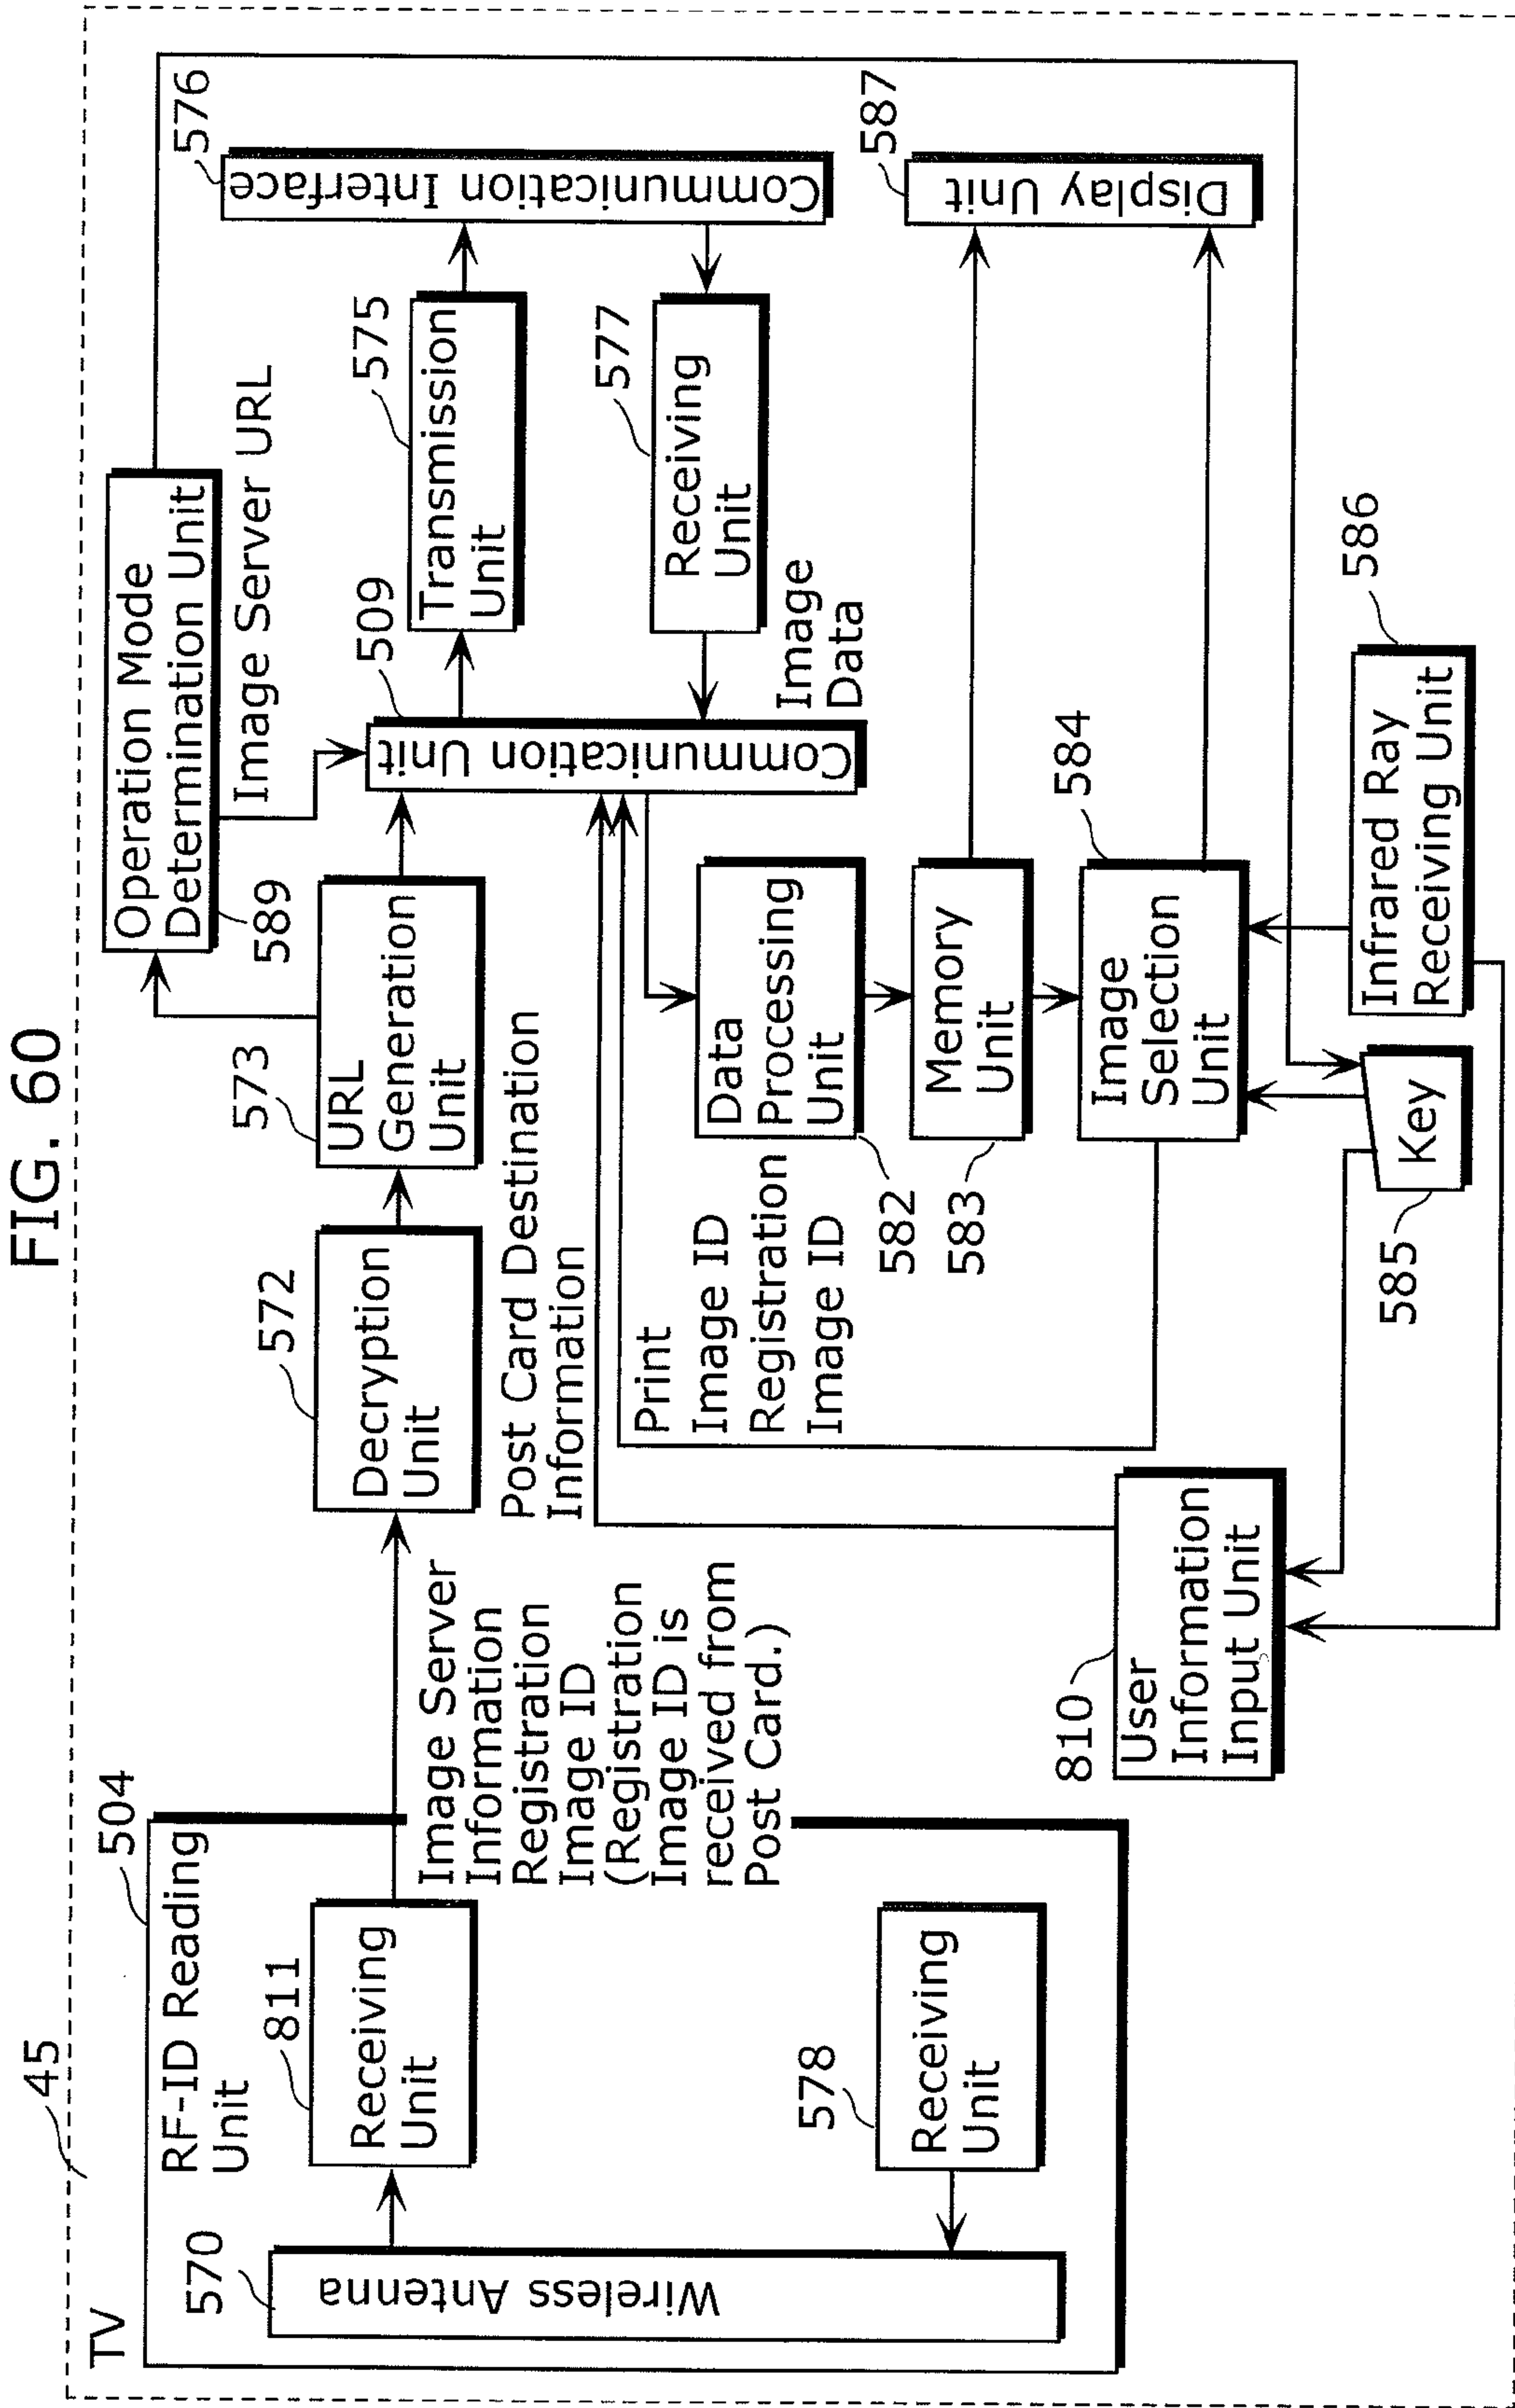 FIG. 60
45
TV
504
RF-ID Reading
Unit
570
Wireless Antenna
811
Receiving
Unit
578
Receiving
Unit
Image Server
Information
Registration
Image ID
(Registration
Image ID is
received from
Post Card.)
572
Decryption
Unit
573
URL
Generation
Unit
589
Operation Mode
Determination Unit
Image Server URL
509
Communication Unit
575
Transmission
Unit
576
Communication Interface
577
Receiving
Unit
Image
Data
Post Card Destination
Information
Print
Image ID
Registration
Image ID
582
Data
Processing
Unit
583
Memory
Unit
584
Image
Selection
Unit
587
Display Unit
585
Key
586
Infrared Ray
Receiving Unit
810
User
Information
Input Unit